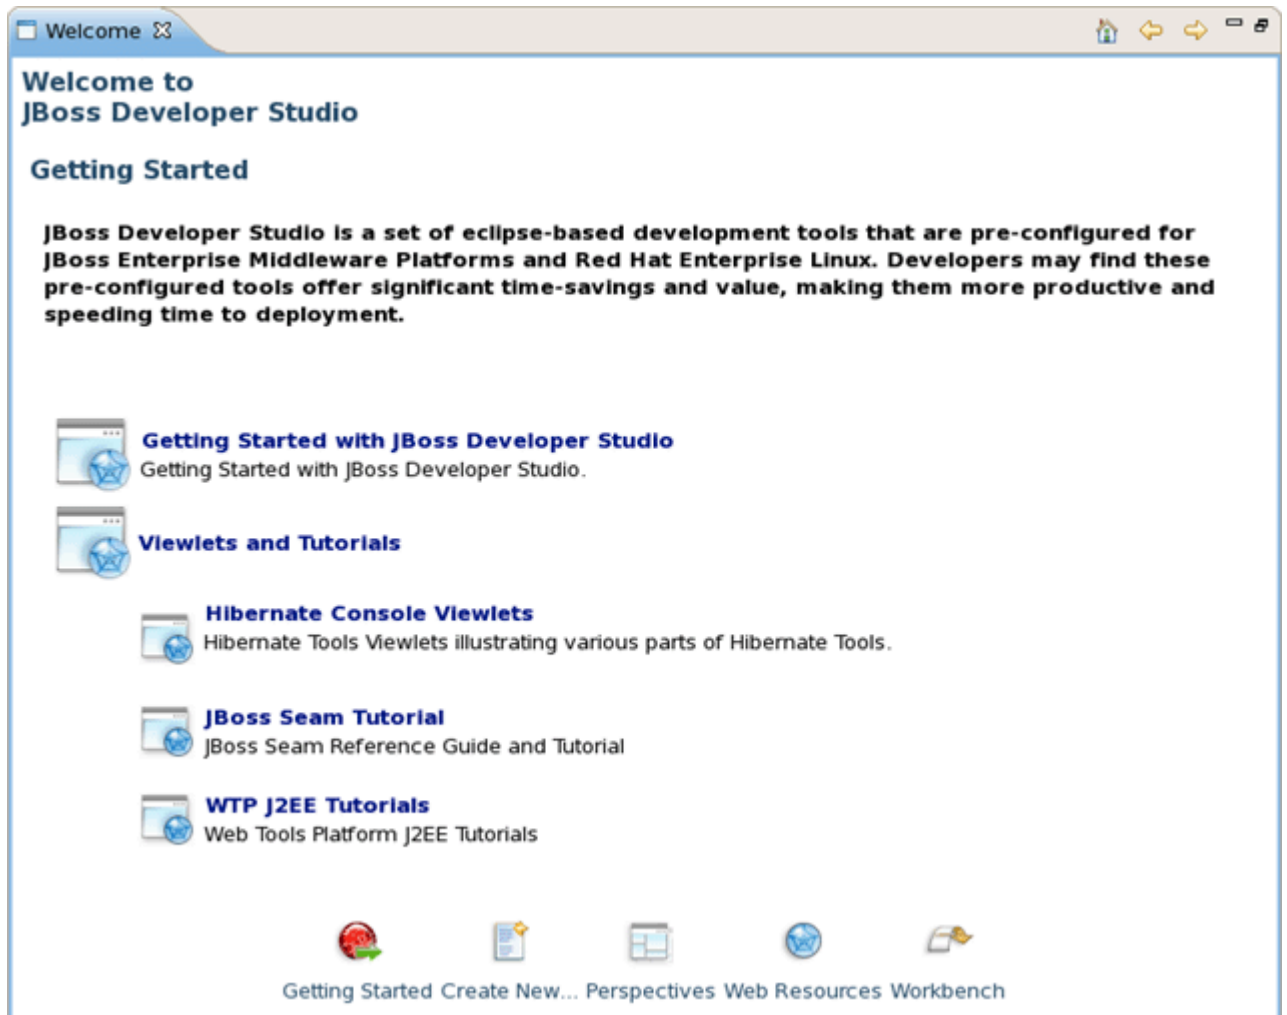 Welcome
Welcome to
JBoss Developer Studio
Getting Started
JBoss Developer Studio is a set of eclipse-based development tools that are pre-configured for
JBoss Enterprise Middleware Platforms and Red Hat Enterprise Linux. Developers may find these
pre-configured tools offer significant time-savings and value, making them more productive and
speeding time to deployment.
Getting Started with JBoss Developer Studio
Getting Started with JBoss Developer Studio.
Viewlets and Tutorials
Hibernate Console Viewlets
Hibernate Tools Viewlets illustrating various parts of Hibernate Tools.
JBoss Seam Tutorial
JBoss Seam Reference Guide and Tutorial
WTP J2EE Tutorials
Web Tools Platform J2EE Tutorials
Getting Started Create New... Perspectives Web Resources Workbench